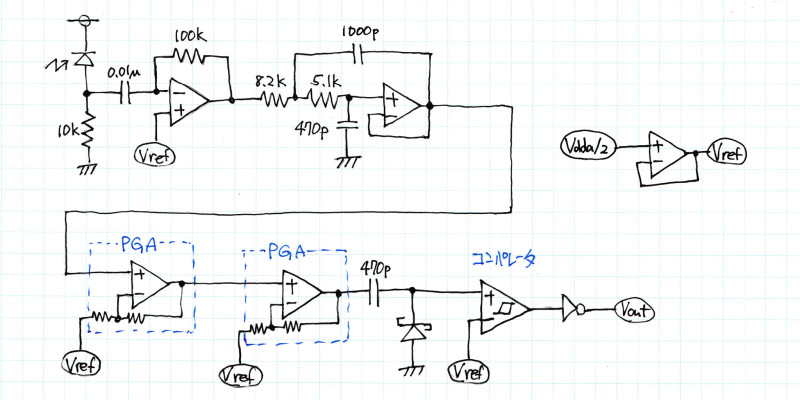 1000p
100k
0.01μ
8.2k
5.1k
10k
470p
Vref
Vdda/2
Vref
PGA
PGA
470p
コンパレータ
Vout
Vref
Vref
Vref